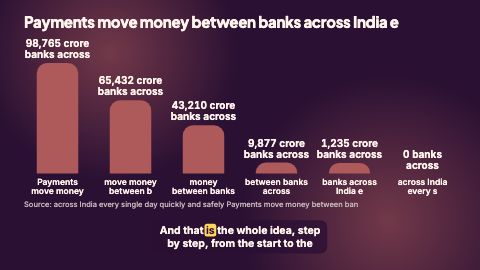 Payments move money between banks across India e
98,765 crore
banks across
65,432 crore
banks across
43,210 crore
banks across
9,877 crore
banks across
1,235 crore
banks across
0 banks
across
Payments
move money
move money
between b
money
between banks
between banks
across
banks across
India e
across India
every s
Source: across India every single day quickly and safely Payments move money between ban
And that is the whole idea, step
by step, from the start to the